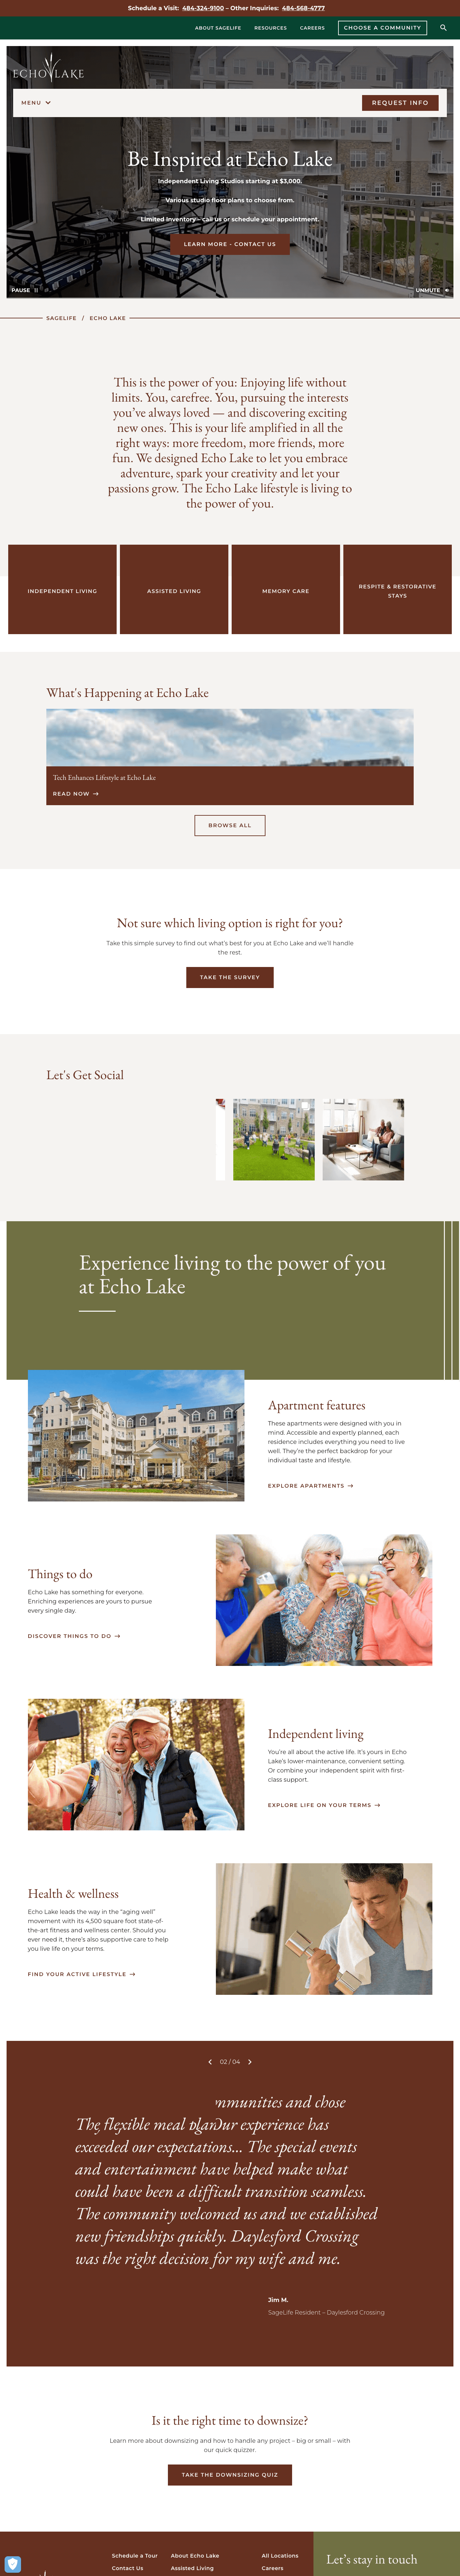 Schedule a Visit: 484-324-9100 – Other Inquiries: 484-568-4777
ABOUT SAGELIFE RESOURCES CAREERS CHOOSE A COMMUNITY
ECHO LAKE
MENU
REQUEST INFO
Be Inspired at Echo Lake
Independent Living Studios starting at $3,000.
Various studio floor plans to choose from.
Limited Inventory – call us or schedule your appointment.
LEARN MORE - CONTACT US
PAUSE
UNMUTE
SAGELIFE / ECHO LAKE
This is the power of you: Enjoying life without
limits. You, carefree. You, pursuing the interests
you’ve always loved — and discovering exciting
new ones. This is your life amplified in all the
right ways: more freedom, more friends, more
fun. We designed Echo Lake to let you embrace
adventure, spark your creativity and let your
passions grow. The Echo Lake lifestyle is living to
the power of you.
INDEPENDENT LIVING
ASSISTED LIVING
MEMORY CARE
RESPITE & RESTORATIVE
STAYS
What's Happening at Echo Lake
Tech Enhances Lifestyle at Echo Lake
READ NOW
BROWSE ALL
Not sure which living option is right for you?
Take this simple survey to find out what’s best for you at Echo Lake and we’ll handle
the rest.
TAKE THE SURVEY
Let's Get Social
Experience living to the power of you
at Echo Lake
Apartment features
These apartments were designed with you in
mind. Accessible and expertly planned, each
residence includes everything you need to live
well. They’re the perfect backdrop for your
individual taste and lifestyle.
EXPLORE APARTMENTS
Things to do
Echo Lake has something for everyone.
Enriching experiences are yours to pursue
every single day.
DISCOVER THINGS TO DO
Independent living
You’re all about the active life. It’s yours in Echo
Lake’s lower-maintenance, convenient setting.
Or combine your independent spirit with first-
class support.
EXPLORE LIFE ON YOUR TERMS
Health & wellness
Echo Lake leads the way in the “aging well”
movement with its 4,500 square foot state-of-
the-art fitness and wellness center. Should you
ever need it, there’s also supportive care to help
you live life on your terms.
FIND YOUR ACTIVE LIFESTYLE
02 / 04
mmunities and chose
The flexible meal plan Our experience has
exceeded our expectations... The special events
and entertainment have helped make what
could have been a difficult transition seamless.
The community welcomed us and we established
new friendships quickly. Daylesford Crossing
was the right decision for my wife and me.
Jim M.
SageLife Resident – Daylesford Crossing
Is it the right time to downsize?
Learn more about downsizing and how to handle any project – big or small – with
our quick quizzer.
TAKE THE DOWNSIZING QUIZ
Schedule a Tour About Echo Lake All Locations
Contact Us Assisted Living Careers
Let’s stay in touch